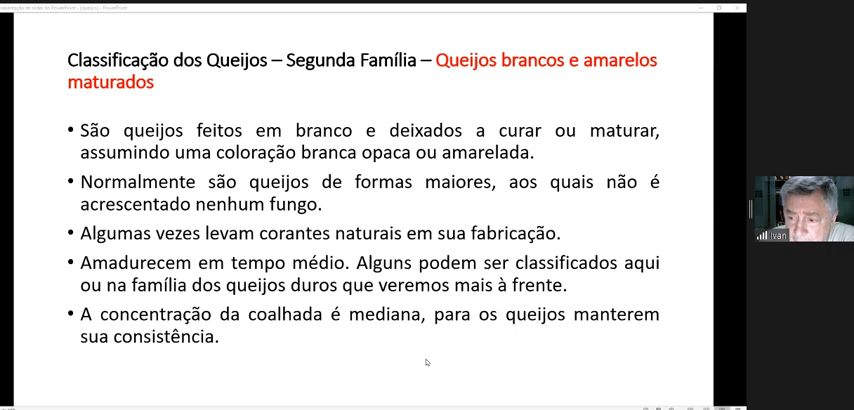 Classificação dos Queijos – Segunda Família – Queijos brancos e amarelos
maturados
• São queijos feitos em branco e deixados a curar ou maturar,
assumindo uma coloração branca opaca ou amarelada.
• Normalmente são queijos de formas maiores, aos quais não é
acrescentado nenhum fungo.
• Algumas vezes levam corantes naturais em sua fabricação.
• Amadurecem em tempo médio. Alguns podem ser classificados aqui
ou na família dos queijos duros que veremos mais à frente.
• A concentração da coalhada é mediana, para os queijos manterem
sua consistência.
Ivan